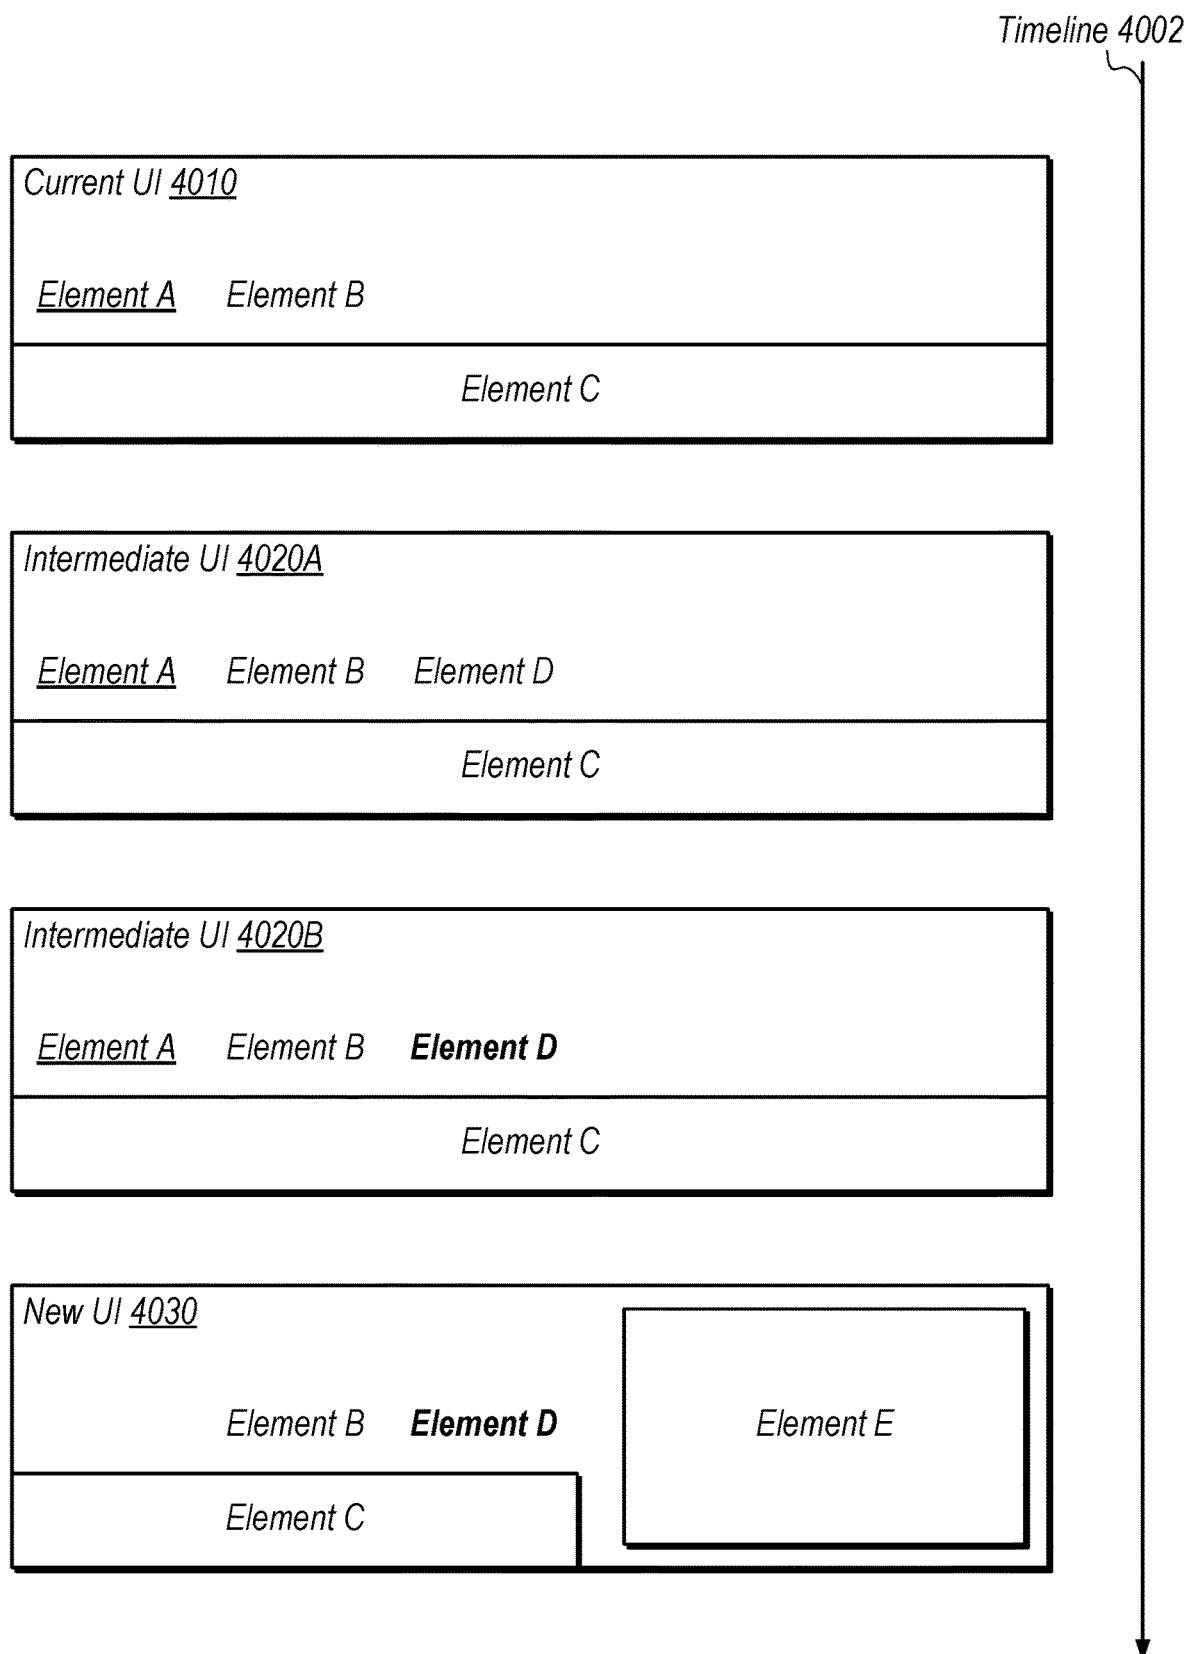 Timeline 4002
Current UI 4010
Element A Element B
Element C
Intermediate UI 4020A
Element A Element B Element D
Element C
Intermediate UI 4020B
Element A Element B Element D
Element C
New UI 4030
Element B Element D Element E
Element C